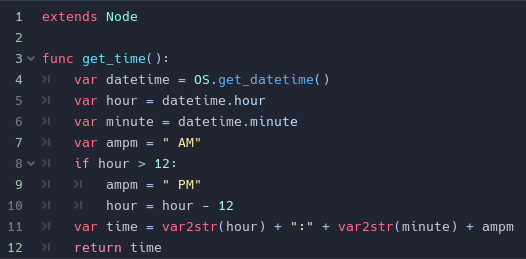 1 extends Node
2
3 func get_time():
4 var datetime = OS.get_datetime()
5 var hour = datetime.hour
6 var minute = datetime.minute
7 var ampm = " AM"
8 if hour > 12:
9 ampm = " PM"
10 hour = hour - 12
11 var time = var2str(hour) + ":" + var2str(minute) + ampm
12 return time